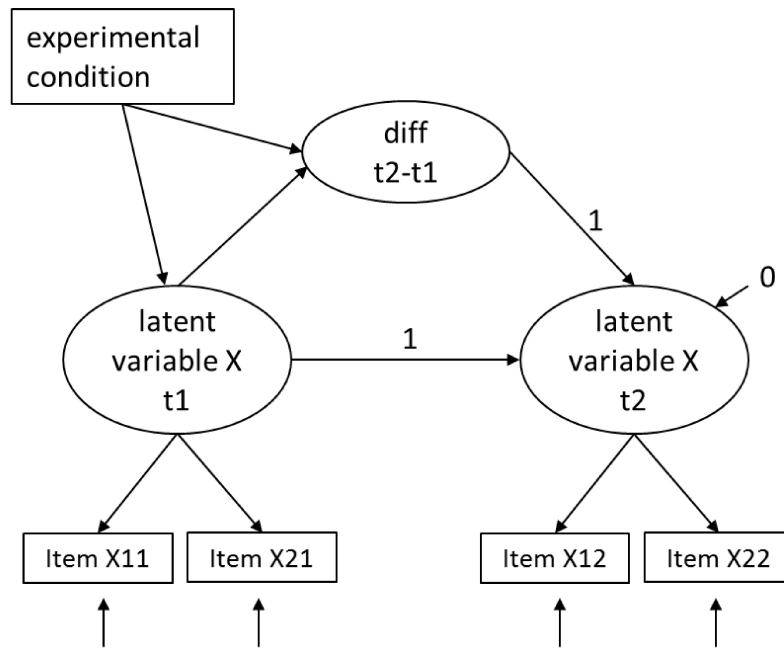 experimental
condition
diff
t2-t1
1
0
latent
variable X
t1
1
latent
variable X
t2
Item X11
Item X21
Item X12
Item X22